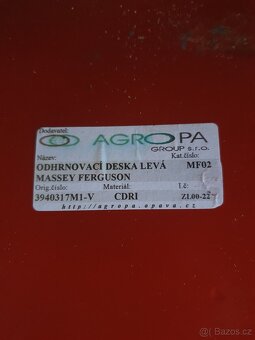 Dodavatel:
AGROPA
GROUP s.r.o.
Název: Kat.číslo:
ODHRNOVACÍ DESKA LEVÁ MF02
MASSEY FERGUSON
Orig.číslo: Materiál: I.č:
3940317M1-V CDRI ZL00-22
http://agropa.opava.cz
Bazoš.cz